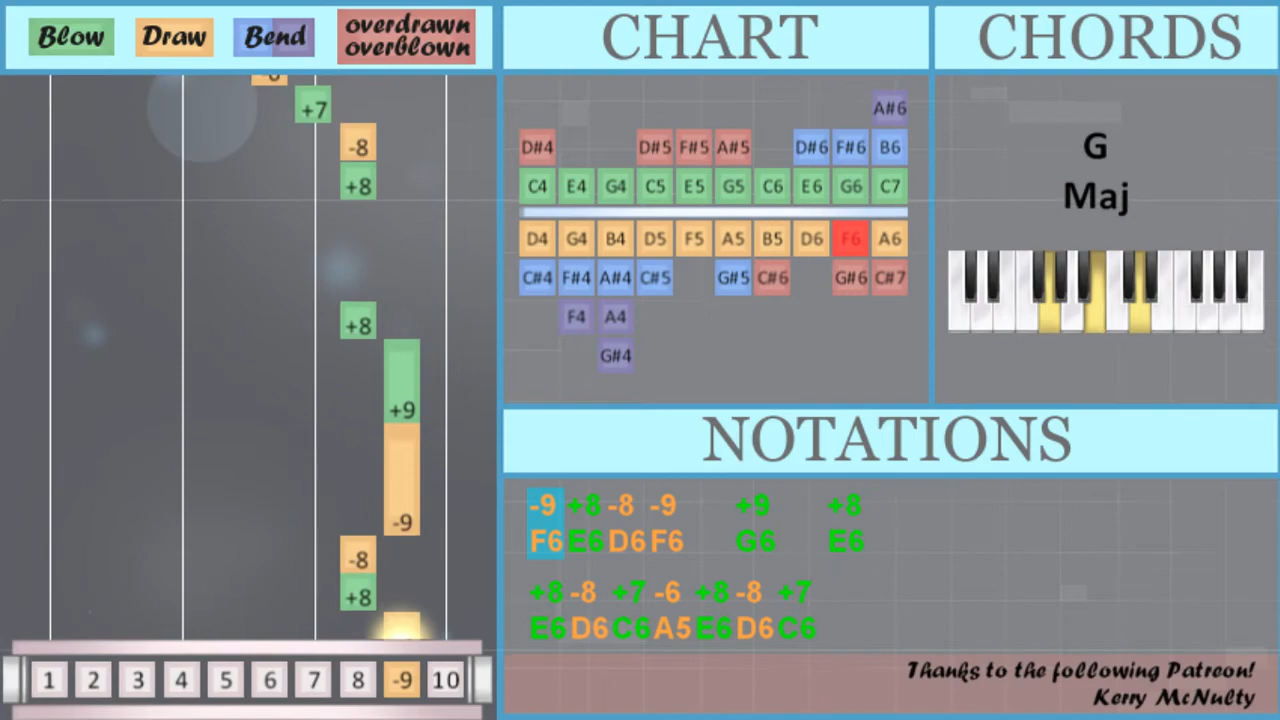 Blow Draw Bend overdrawn
overblown
CHART
CHORDS
-6
+7
-8
+8
+8
+9
-9
-8
+8
1 2 3 4 5 6 7 8 -9 10
A#6
D#4 D#5 F#5 A#5 D#6 F#6 B6
C4 E4 G4 C5 E5 G5 C6 E6 G6 C7
D4 G4 B4 D5 F5 A5 B5 D6 F6 A6
C#4 F#4 A#4 C#5 G#5 C#6 G#6 C#7
F4 A4
G#4
G
Maj
NOTATIONS
-9 +8 -8 -9 +9 +8
F6 E6 D6 F6 G6 E6
+8 -8 +7 -6 +8 -8 +7
E6 D6 C6 A5 E6 D6 C6
Thanks to the following Patreon!
Kerry McNulty